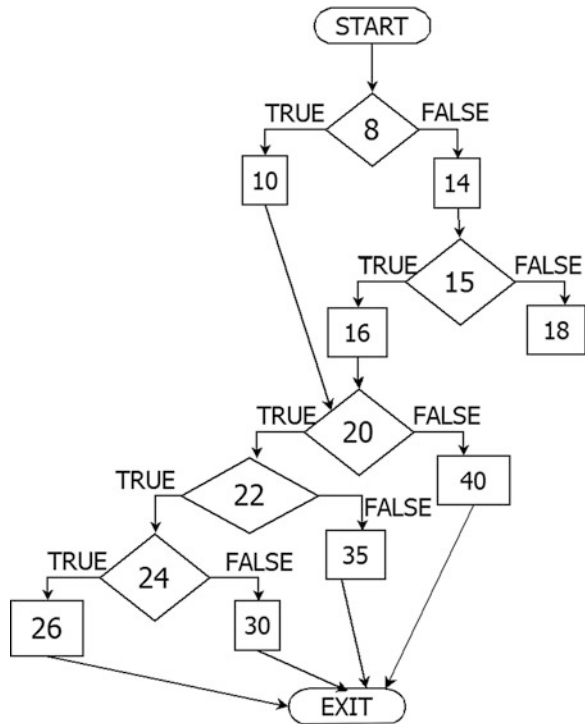 START
TRUE
FALSE
8
10
14
TRUE
FALSE
15
16
18
TRUE
FALSE
20
TRUE
22
40
FALSE
35
TRUE
FALSE
24
26
30
EXIT